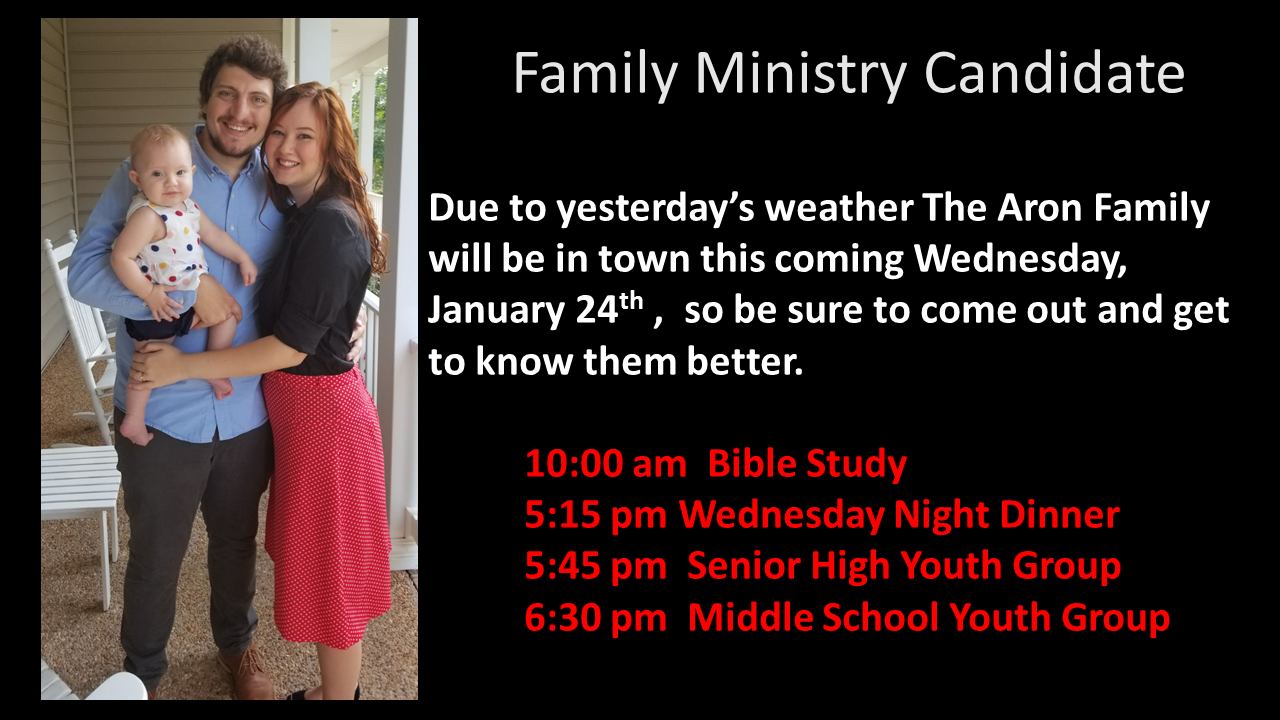 Family Ministry Candidate
Due to yesterday’s weather The Aron Family
will be in town this coming Wednesday,
January 24th ,  so be sure to come out and get
to know them better.
10:00 am  Bible Study
5:15 pm Wednesday Night Dinner
5:45 pm  Senior High Youth Group
6:30 pm  Middle School Youth Group